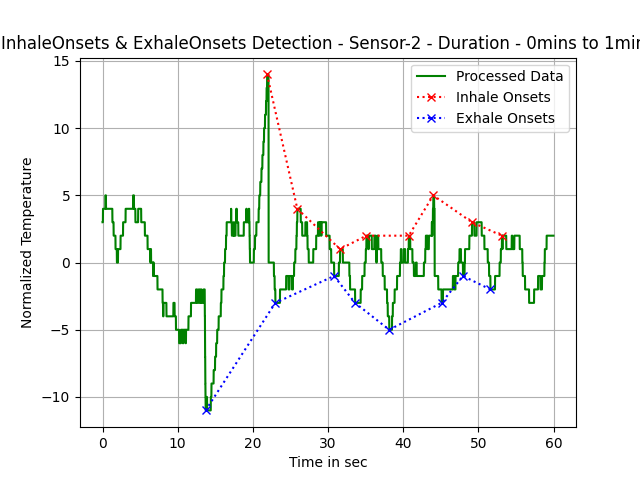 InhaleOnsets & ExhaleOnsets Detection - Sensor-2 - Duration - 0mins to 1mi
Processed Data
Inhale Onsets
Exhale Onsets
Normalized Temperature
15
10
5
0
−5
−10
0 10 20 30 40 50 60
Time in sec